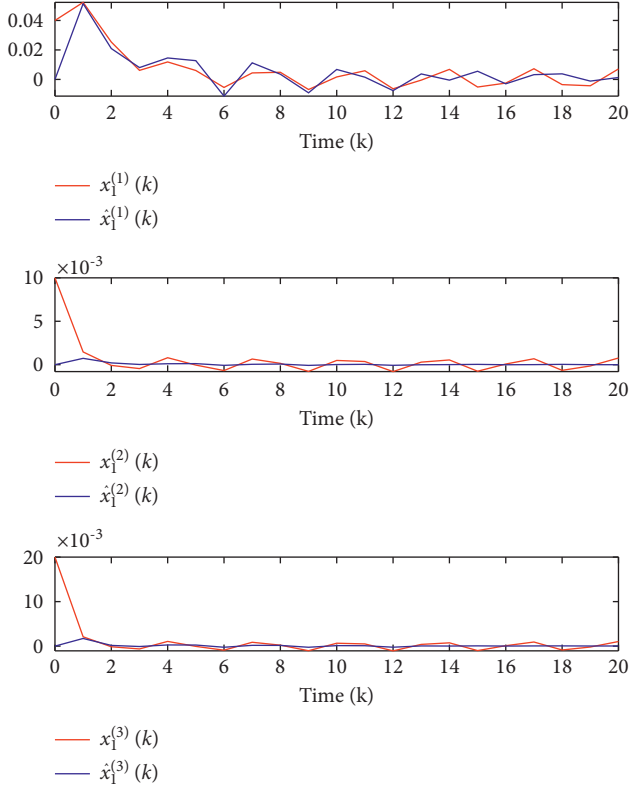 0.04
0.02
0
0 2 4 6 8 10 12 14 16 18 20
Time (k)
x₁⁽¹⁾ (k)
x̂₁⁽¹⁾ (k)
×10⁻³
10
5
0
0 2 4 6 8 10 12 14 16 18 20
x₁⁽²⁾ (k)
x̂₁⁽²⁾ (k)
×10⁻³
20
10
0
0 2 4 6 8 10 12 14 16 18 20
Time (k)
x₁⁽³⁾ (k)
x̂₁⁽³⁾ (k)